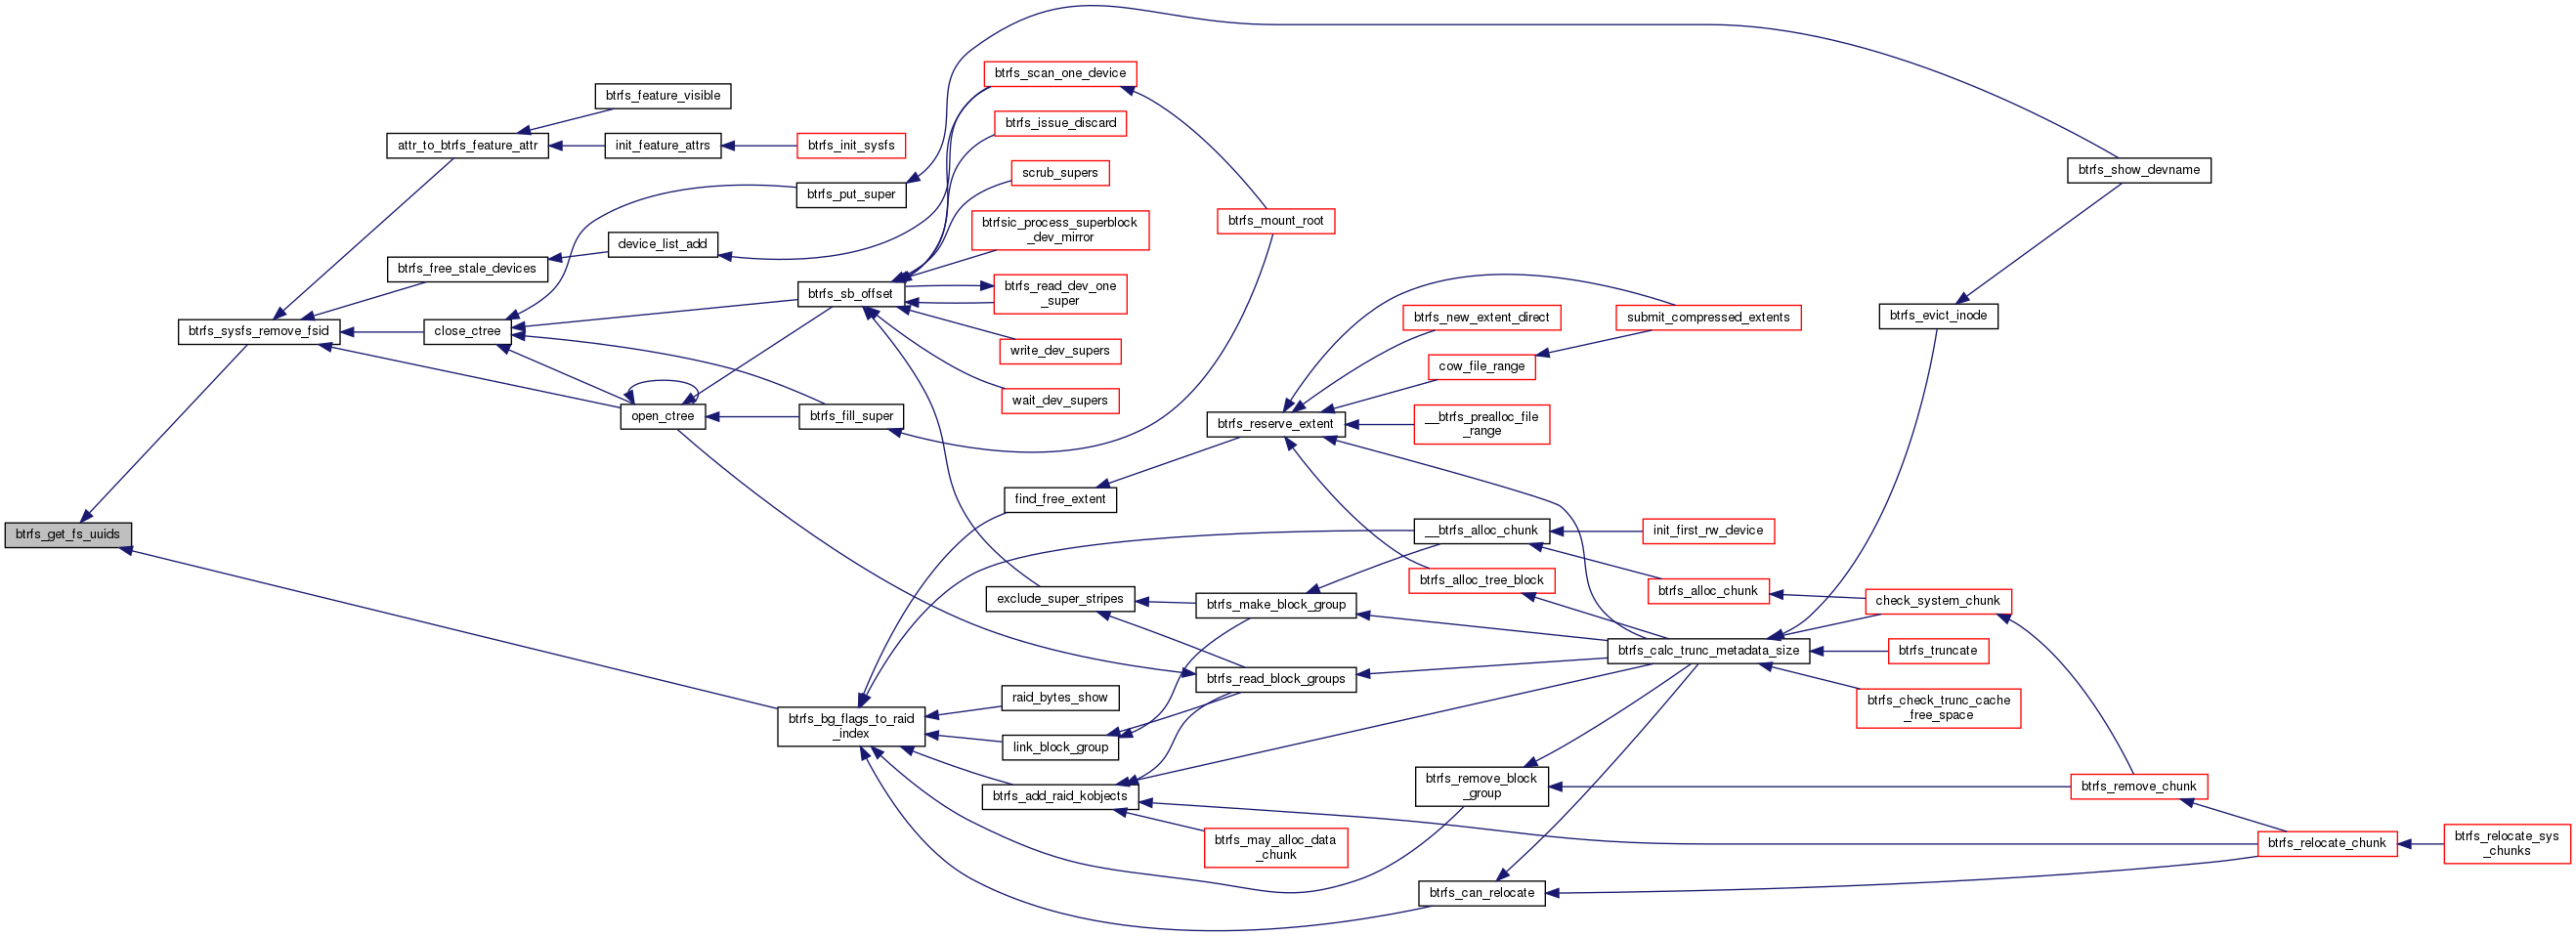 btrfs_get_fs_uuids
btrfs_sysfs_remove_fsid
attr_to_btrfs_feature_attr
btrfs_free_stale_devices
close_ctree
btrfs_feature_visible
init_feature_attrs
device_list_add
open_ctree
btrfs_init_sysfs
btrfs_put_super
btrfs_sb_offset
btrfs_fill_super
btrfs_bg_flags_to_raid
_index
btrfs_scan_one_device
btrfs_issue_discard
scrub_supers
btrfsic_process_superblock
_dev_mirror
btrfs_read_dev_one
_super
write_dev_supers
wait_dev_supers
find_free_extent
exclude_super_stripes
raid_bytes_show
link_block_group
btrfs_add_raid_kobjects
btrfs_mount_root
btrfs_reserve_extent
btrfs_make_block_group
btrfs_read_block_groups
btrfs_may_alloc_data
_chunk
btrfs_new_extent_direct
cow_file_range
__btrfs_prealloc_file
_range
__btrfs_alloc_chunk
btrfs_alloc_tree_block
btrfs_remove_block
_group
btrfs_can_relocate
submit_compressed_extents
init_first_rw_device
btrfs_alloc_chunk
btrfs_calc_trunc_metadata_size
btrfs_evict_inode
check_system_chunk
btrfs_truncate
btrfs_check_trunc_cache
_free_space
btrfs_show_devname
btrfs_remove_chunk
btrfs_relocate_chunk
btrfs_relocate_sys
_chunks